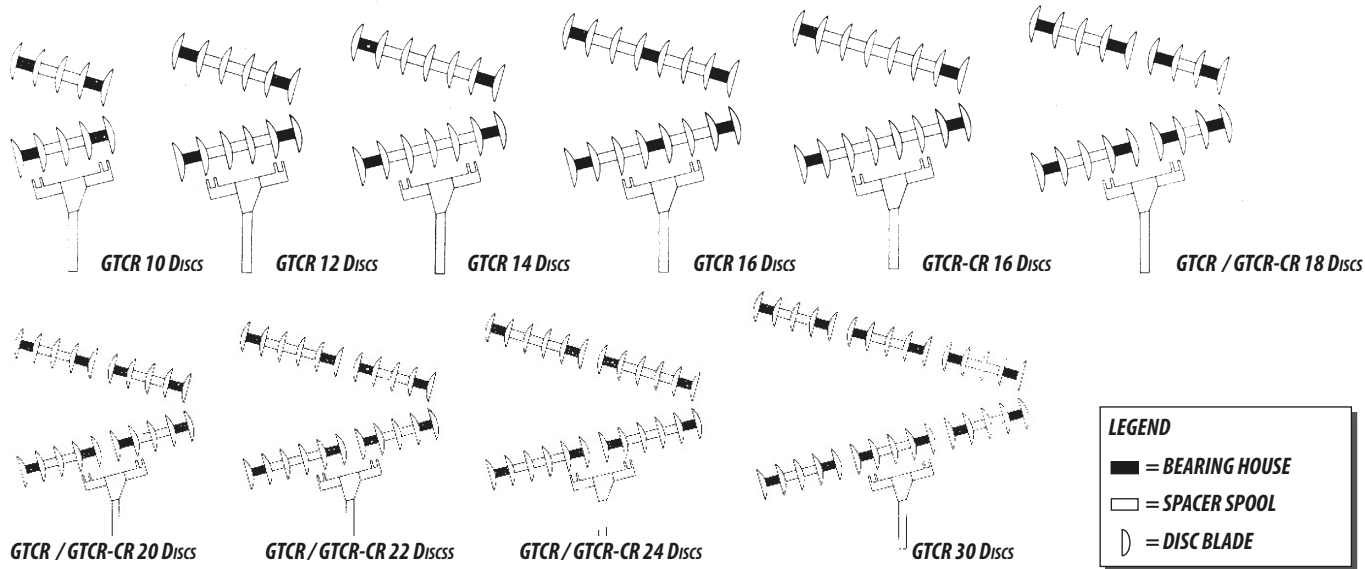 GTCR 10 DISCS
GTCR 12 DISCS
GTCR 14 DISCS
GTCR 16 DISCS
GTCR-CR 16 DISCS
GTCR / GTCR-CR 18 DISCS
GTCR / GTCR-CR 20 DISCS
GTCR / GTCR-CR 22 DISCSS
GTCR / GTCR-CR 24 DISCS
GTCR 30 DISCS
LEGEND
= BEARING HOUSE
= SPACER SPOOL
= DISC BLADE